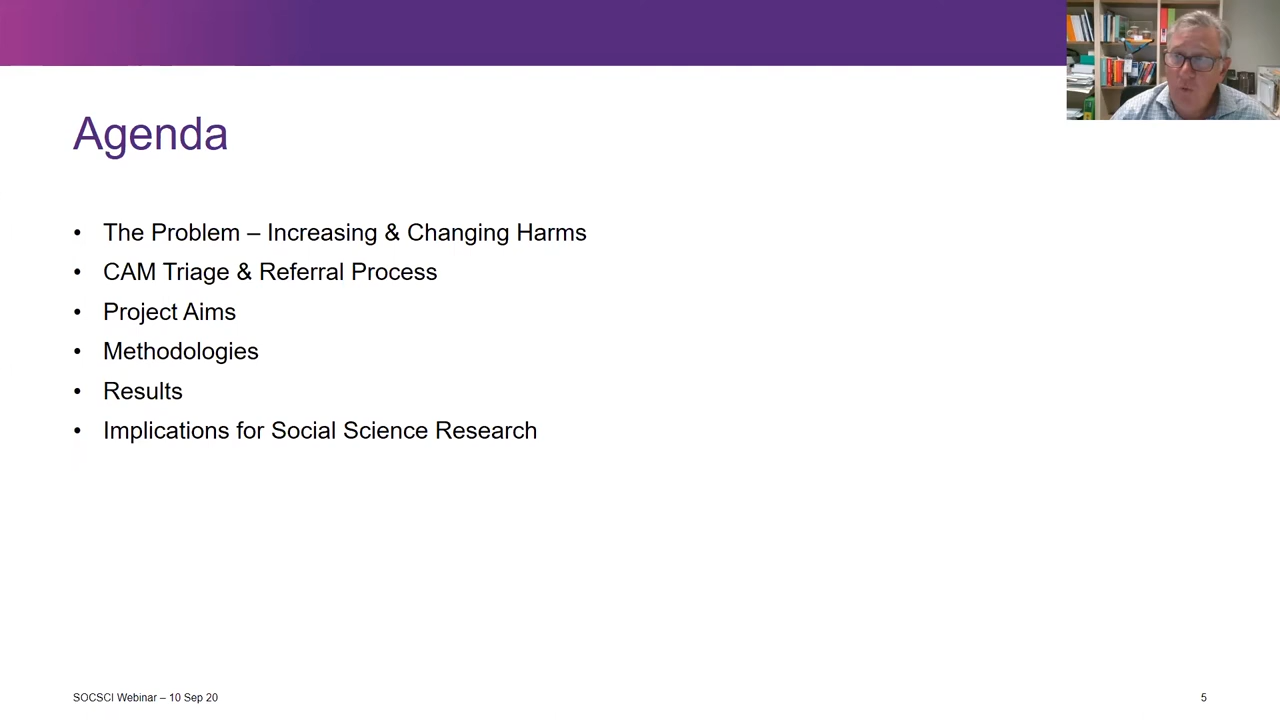 Agenda
• The Problem – Increasing & Changing Harms
• CAM Triage & Referral Process
• Project Aims
• Methodologies
• Results
• Implications for Social Science Research
SOCSCI Webinar – 10 Sep 20
5